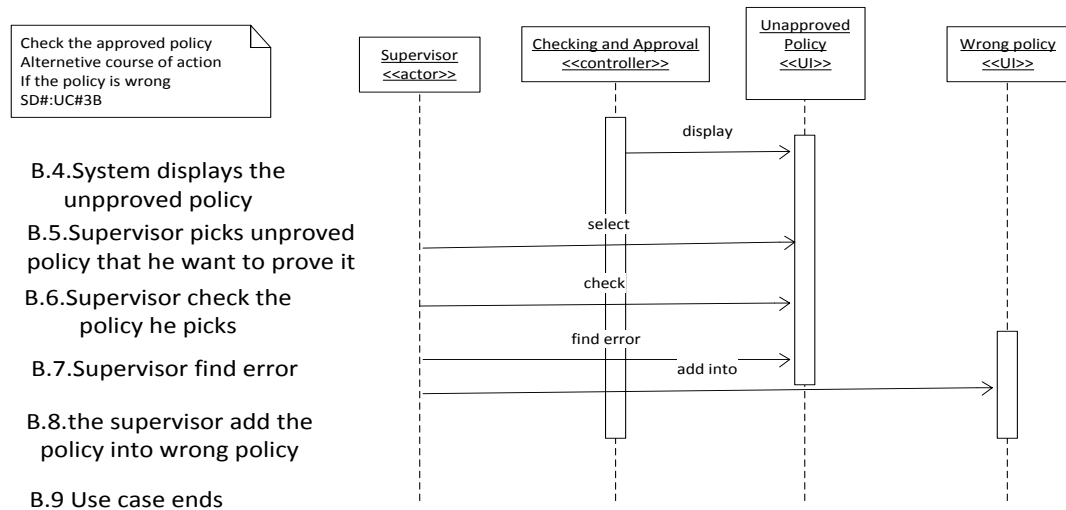 Check the approved policy
Alternetive course of action
If the policy is wrong
SD#:UC#3B
Supervisor
<<actor>>
Checking and Approval
<<controller>>
Unapproved
Policy
<<UI>>
Wrong policy
<<UI>>
display
B.4.System displays the
unpproved policy
select
B.5.Supervisor picks unproved
policy that he want to prove it
check
B.6.Supervisor check the
policy he picks
find error
B.7.Supervisor find error
add into
B.8.the supervisor add the
policy into wrong policy
B.9 Use case ends